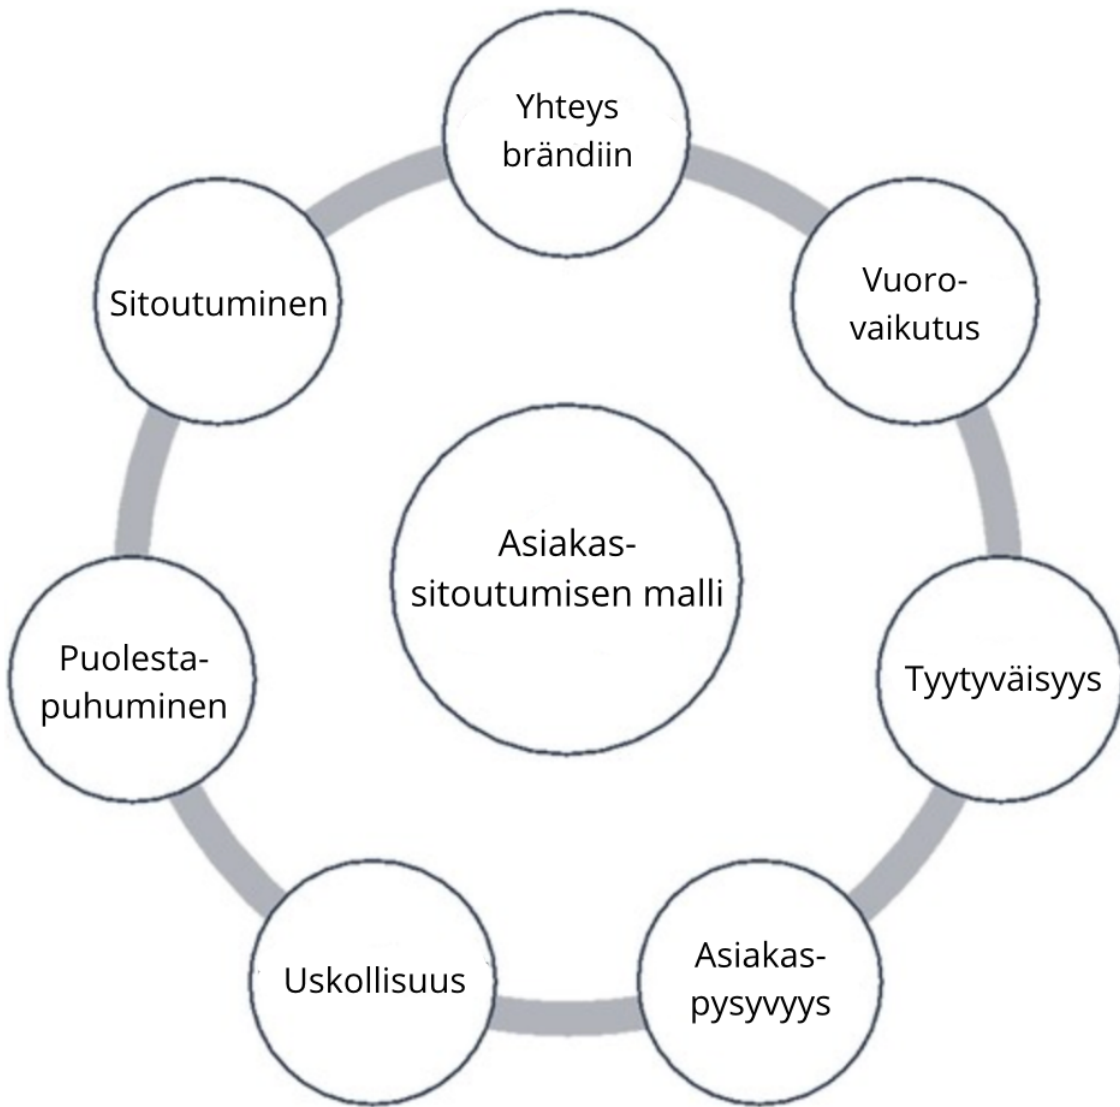 Yhteys
brändiin
Vuoro-
vaikutus
Tyytyväisyys
Asiakas-
pysyvyys
Uskollisuus
Puolesta-
puhuminen
Sitoutuminen
Asiakas-
sitoutumisen malli